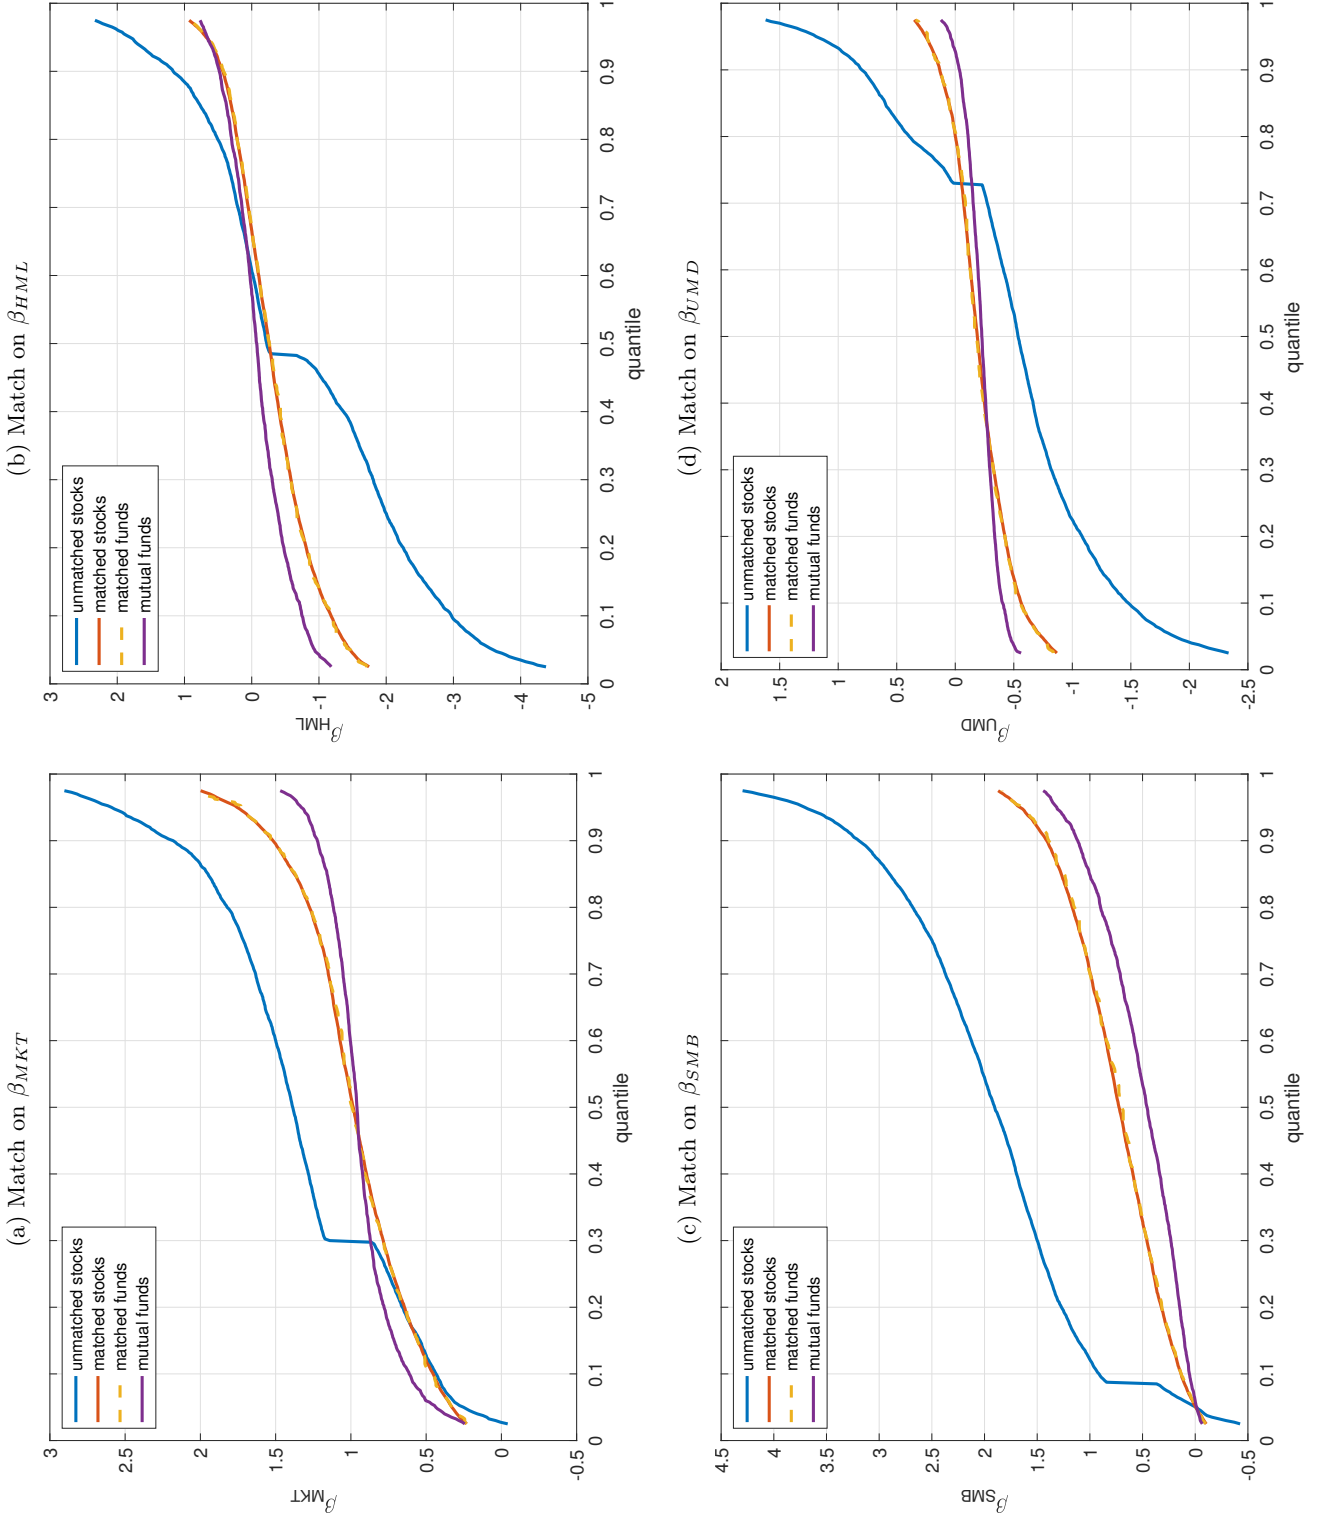 (a) Match on βMKT
3
2.5
2
1.5
1
0.5
0
-0.5
βMKT
0
0.1
0.2
0.3
0.4
0.5
0.6
0.7
0.8
0.9
1
quantile
unmatched stocks
matched stocks
matched funds
mutual funds
(b) Match on βHML
3
2
1
0
-1
-2
-3
-4
-5
βHML
0
0.1
0.2
0.3
0.4
0.5
0.6
0.7
0.8
0.9
1
quantile
unmatched stocks
matched stocks
matched funds
mutual funds
(c) Match on βSMB
4.5
4
3.5
3
2.5
2
1.5
1
0.5
0
-0.5
βSMB
0
0.1
0.2
0.3
0.4
0.5
0.6
0.7
0.8
0.9
1
quantile
unmatched stocks
matched stocks
matched funds
mutual funds
(d) Match on βUMD
2
1.5
1
0.5
0
-0.5
-1
-1.5
-2
-2.5
βUMD
0
0.1
0.2
0.3
0.4
0.5
0.6
0.7
0.8
0.9
1
quantile
unmatched stocks
matched stocks
matched funds
mutual funds